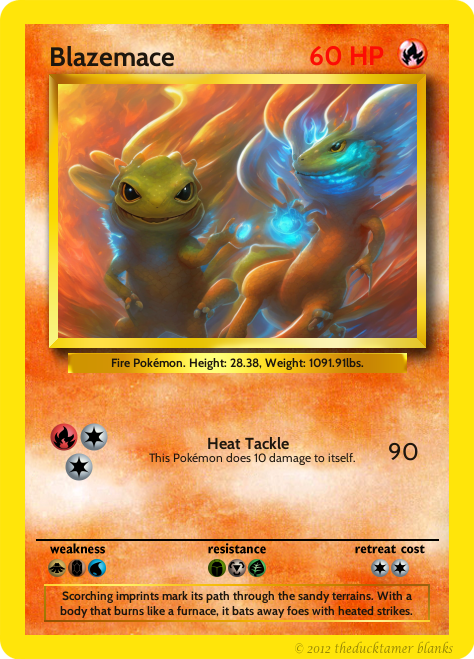 Blazemace 60 HP
Fire Pokémon. Height: 28.38, Weight: 1091.91lbs.
Heat Tackle
This Pokémon does 10 damage to itself.
90
weakness resistance retreat cost
Scorching imprints mark its path through the sandy terrains. With a
body that burns like a furnace, it bats away foes with heated strikes.
© 2012 theducktamer blanks